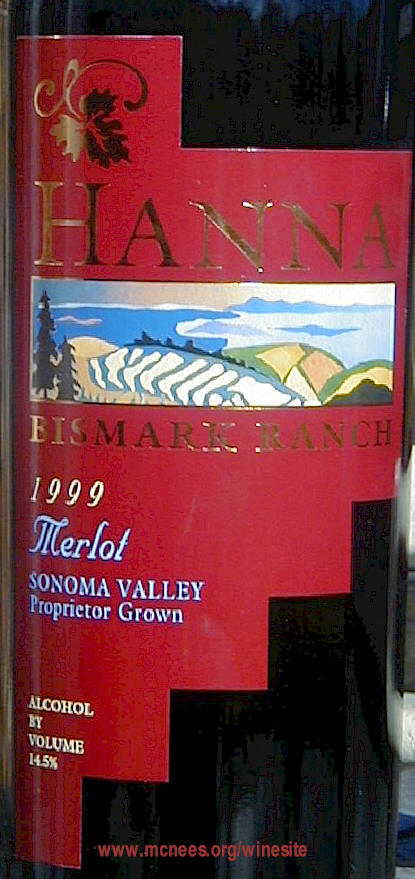 HANNA
BISMARK RANCH
1999
Merlot
SONOMA VALLEY
Proprietor Grown
ALCOHOL
BY
VOLUME
14.5%
www.mcnees.org/winesite